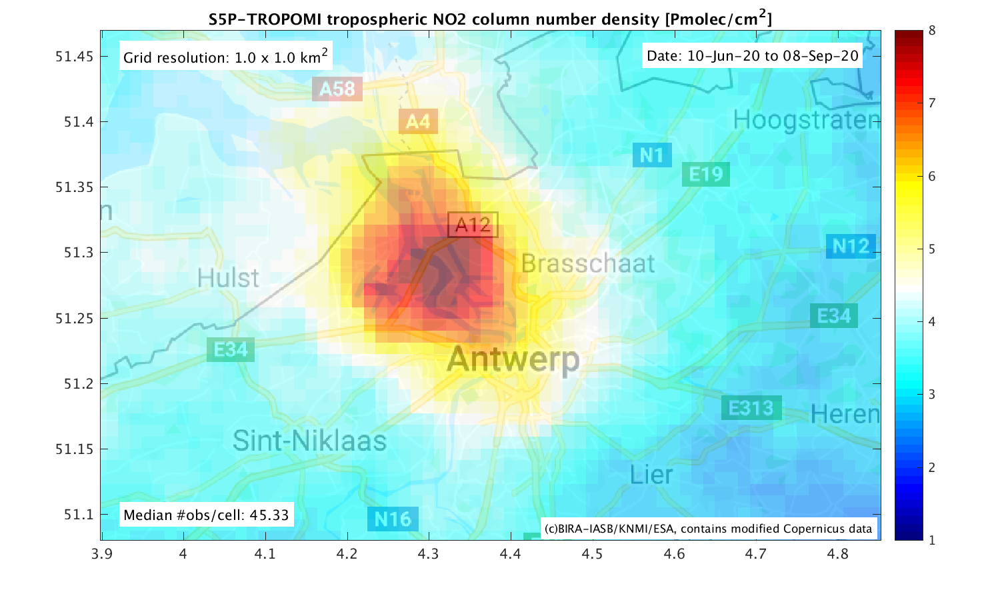 S5P-TROPOMI tropospheric NO2 column number density [Pmolec/cm2]
Grid resolution: 1.0 x 1.0 km2
Date: 10-Jun-20 to 08-Sep-20
8
7
6
5
4
3
2
1
51.45
51.4
51.35
51.3
51.25
51.2
51.15
51.1
A58
A4
Hoogstraten
N1
E19
n
A12
N12
Brasschaat
Hulst
E34
E34
Antwerp
E313
Heren
Sint-Niklaas
Lier
N16
Median #obs/cell: 45.33
(c)BIRA-IASB/KNMI/ESA, contains modified Copernicus data
3.9
4
4.1
4.2
4.3
4.4
4.5
4.6
4.7
4.8